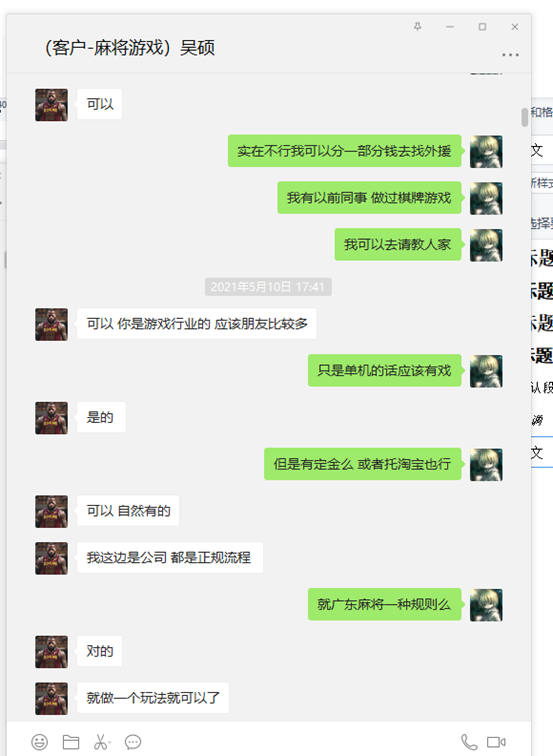 （客户-麻将游戏）吴硕
可以
实在不行我可以分一部分钱去找外援
我有以前同事 做过棋牌游戏
我可以去请教人家
2021年5月10日 17:41
可以 你是游戏行业的 应该朋友比较多
只是单机的话应该有戏
是的
但是有定金么 或者托淘宝也行
可以 自然有的
我这边是公司 都是正规流程
就广东麻将一种规则么
对的
就做一个玩法就可以了
和格
文
新样式
选择要
标题
标题
标题
标题
认段
文